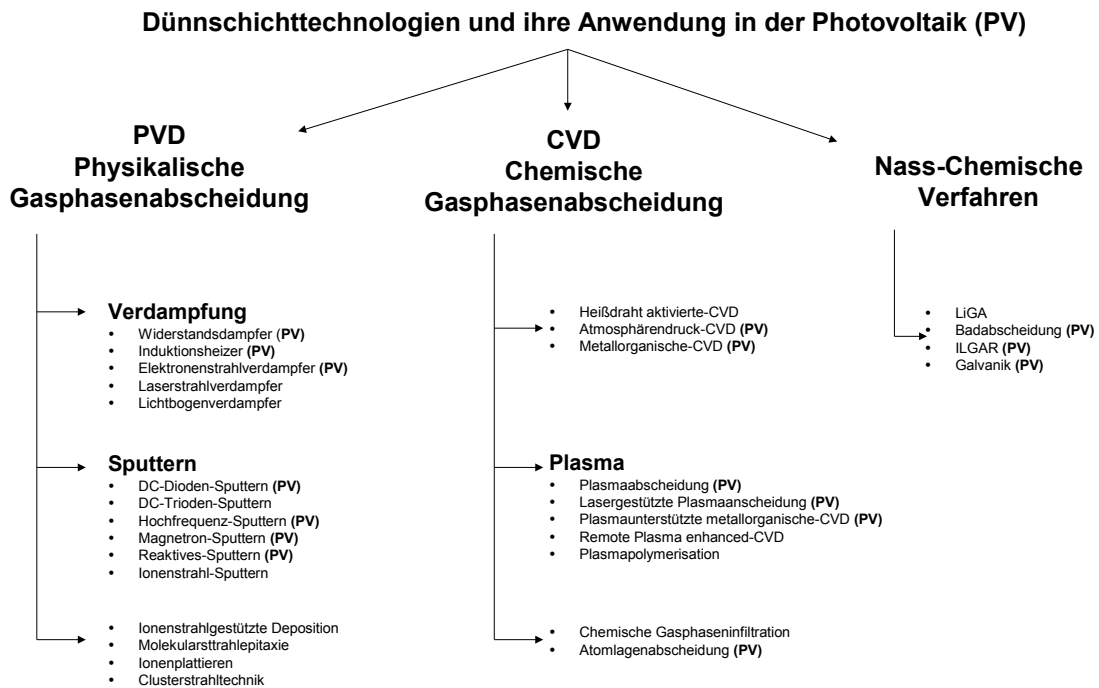 Dünnschichttechnologien und ihre Anwendung in der Photovoltaik (PV)
PVD
Physikalische
Gasphasenabscheidung
Verdampfung
• Widerstandsdampfer (PV)
• Induktionsheizer (PV)
• Elektronenstrahlverdampfer (PV)
• Laserstrahlverdampfer
• Lichtbogenverdampfer
Sputtern
• DC-Dioden-Sputtern (PV)
• DC-Trioden-Sputtern
• Hochfrequenz-Sputtern (PV)
• Magnetron-Sputtern (PV)
• Reaktives-Sputtern (PV)
• Ionenstrahl-Sputtern
• Ionenstrahlgestützte Deposition
• Molekularsttrahlepitaxie
• Ionenplattieren
• Clusterstrahltechnik
CVD
Chemische
Gasphasenabscheidung
• Heißdraht aktivierte-CVD
• Atmosphärendruck-CVD (PV)
• Metallorganische-CVD (PV)
Plasma
• Plasmaabscheidung (PV)
• Lasergestützte Plasmaanscheidung (PV)
• Plasmaunterstützte metallorganische-CVD (PV)
• Remote Plasma enhanced-CVD
• Plasmapolymerisation
• Chemische Gasphaseninfiltration
• Atomlagenabscheidung (PV)
Nass-Chemische
Verfahren
• LiGA
• Badabscheidung (PV)
• ILGAR (PV)
• Galvanik (PV)